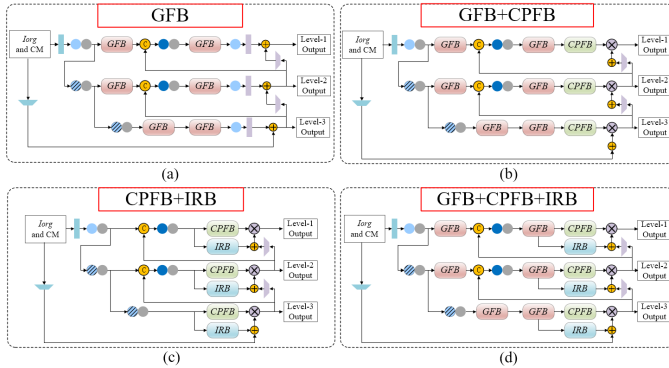 GFB
Iorg
and CM
GFB
C
GFB
Level-1
Output
GFB
C
GFB
Level-2
Output
GFB
GFB
Level-3
Output
(a)
GFB+CPFB
Iorg
and CM
GFB
C
GFB
CPFB
Level-1
Output
GFB
C
GFB
CPFB
Level-2
Output
GFB
GFB
CPFB
Level-3
Output
(b)
CPFB+IRB
Iorg
and CM
C
CPFB
Level-1
Output
IRB
C
CPFB
Level-2
Output
IRB
CPFB
Level-3
Output
IRB
(c)
GFB+CPFB+IRB
Iorg
and CM
GFB
C
GFB
CPFB
Level-1
Output
IRB
GFB
C
GFB
CPFB
Level-2
Output
IRB
GFB
GFB
CPFB
Level-3
Output
IRB
(d)